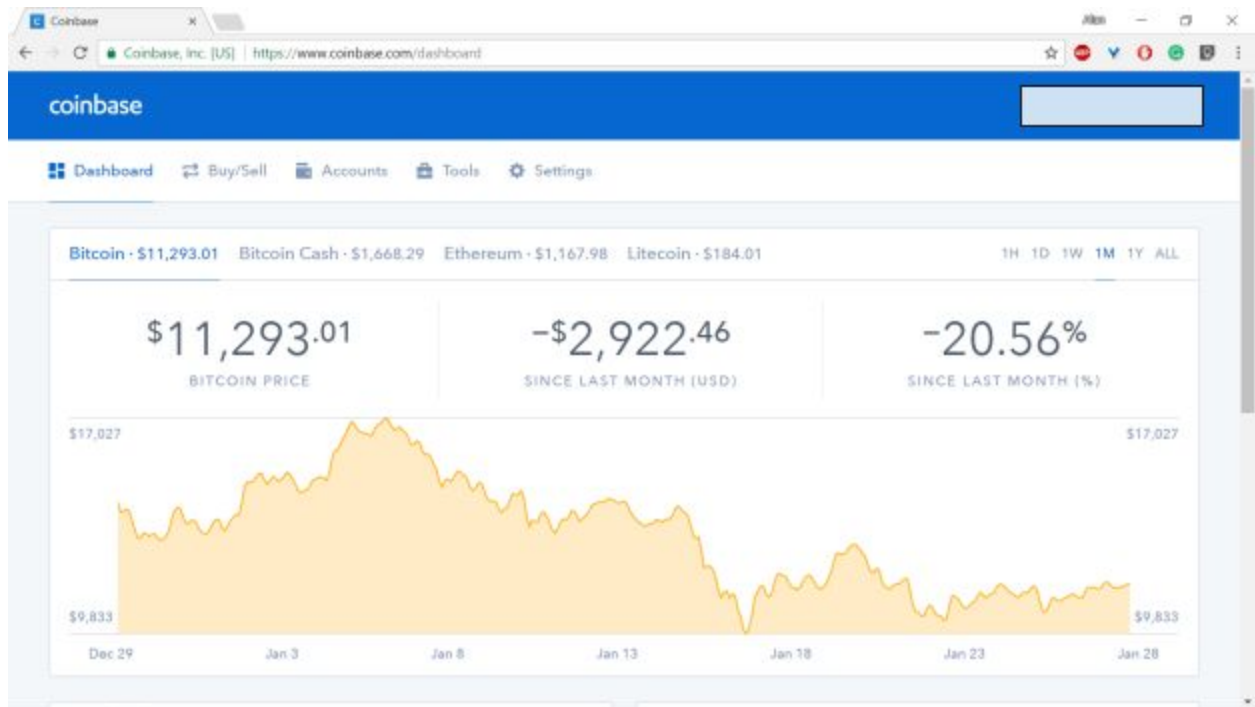 Coinbase
Coinbase, Inc. [US] https://www.coinbase.com/dashboard
coinbase
Dashboard Buy/Sell Accounts Tools Settings
Bitcoin · $11,293.01 Bitcoin Cash · $1,668.29 Ethereum · $1,167.98 Litecoin · $184.01 1H 1D 1W 1M 1Y ALL
$11,293.01 −$2,922.46 −20.56%
BITCOIN PRICE SINCE LAST MONTH (USD) SINCE LAST MONTH (%)
$17,027 $17,027
$9,833 $9,833
Dec 29 Jan 3 Jan 8 Jan 13 Jan 18 Jan 23 Jan 28